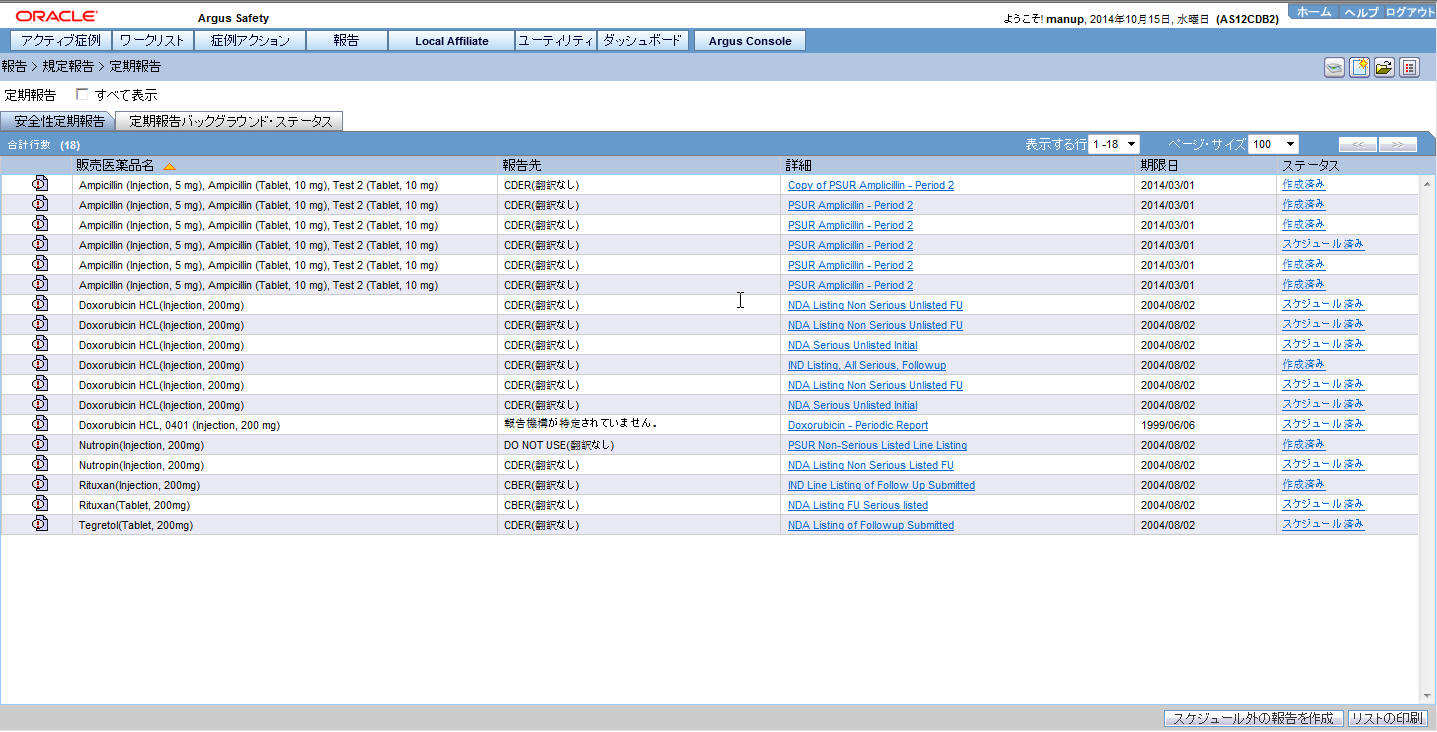 ORACLE Argus Safety ようこそ! manup, 2014年10月15日, 水曜日 (AS12CDB2) ホーム ヘルプ ログアウト
アクティブ症例 ワークリスト 症例アクション 報告 Local Affiliate ユーティリティ ダッシュボード Argus Console
報告 > 規定報告 > 定期報告
定期報告 すべて表示
安全性定期報告 定期報告バックグラウンド・ステータス
合計行数 (18) 表示する行 1 -18 ページ・サイズ 100 << >>
販売医薬品名 報告先 詳細 期限日 ステータス
Ampicillin (Injection, 5 mg), Ampicillin (Tablet, 10 mg), Test 2 (Tablet, 10 mg) CDER(翻訳なし) Copy of PSUR Amplicillin - Period 2 2014/03/01 作成済み
Ampicillin (Injection, 5 mg), Ampicillin (Tablet, 10 mg), Test 2 (Tablet, 10 mg) CDER(翻訳なし) PSUR Amplicillin - Period 2 2014/03/01 作成済み
Ampicillin (Injection, 5 mg), Ampicillin (Tablet, 10 mg), Test 2 (Tablet, 10 mg) CDER(翻訳なし) PSUR Amplicillin - Period 2 2014/03/01 作成済み
Ampicillin (Injection, 5 mg), Ampicillin (Tablet, 10 mg), Test 2 (Tablet, 10 mg) CDER(翻訳なし) PSUR Amplicillin - Period 2 2014/03/01 スケジュール済み
Ampicillin (Injection, 5 mg), Ampicillin (Tablet, 10 mg), Test 2 (Tablet, 10 mg) CDER(翻訳なし) PSUR Amplicillin - Period 2 2014/03/01 作成済み
Ampicillin (Injection, 5 mg), Ampicillin (Tablet, 10 mg), Test 2 (Tablet, 10 mg) CDER(翻訳なし) PSUR Amplicillin - Period 2 2014/03/01 作成済み
Doxorubicin HCL(Injection, 200mg) CDER(翻訳なし) NDA Listing Non Serious Unlisted FU 2004/08/02 スケジュール済み
Doxorubicin HCL(Injection, 200mg) CDER(翻訳なし) NDA Listing Non Serious Unlisted FU 2004/08/02 スケジュール済み
Doxorubicin HCL(Injection, 200mg) CDER(翻訳なし) NDA Serious Unlisted Initial 2004/08/02 スケジュール済み
Doxorubicin HCL(Injection, 200mg) CDER(翻訳なし) IND Listing, All Serious, Followup 2004/08/02 作成済み
Doxorubicin HCL(Injection, 200mg) CDER(翻訳なし) NDA Listing Non Serious Unlisted FU 2004/08/02 スケジュール済み
Doxorubicin HCL(Injection, 200mg) CDER(翻訳なし) NDA Serious Unlisted Initial 2004/08/02 スケジュール済み
Doxorubicin HCL, 0401 (Injection, 200 mg) 報告機構が特定されていません。 Doxorubicin - Periodic Report 1999/06/06 スケジュール済み
Nutropin(Injection, 200mg) DO NOT USE(翻訳なし) PSUR Non-Serious Listed Line Listing 2004/08/02 作成済み
Nutropin(Injection, 200mg) CDER(翻訳なし) NDA Listing Non Serious Listed FU 2004/08/02 スケジュール済み
Rituxan(Injection, 200mg) CBER(翻訳なし) IND Line Listing of Follow Up Submitted 2004/08/02 作成済み
Rituxan(Tablet, 200mg) CBER(翻訳なし) NDA Listing FU Serious listed 2004/08/02 スケジュール済み
Tegretol(Tablet, 200mg) CDER(翻訳なし) NDA Listing of Followup Submitted 2004/08/02 スケジュール済み
スケジュール外の報告を作成 リストの印刷